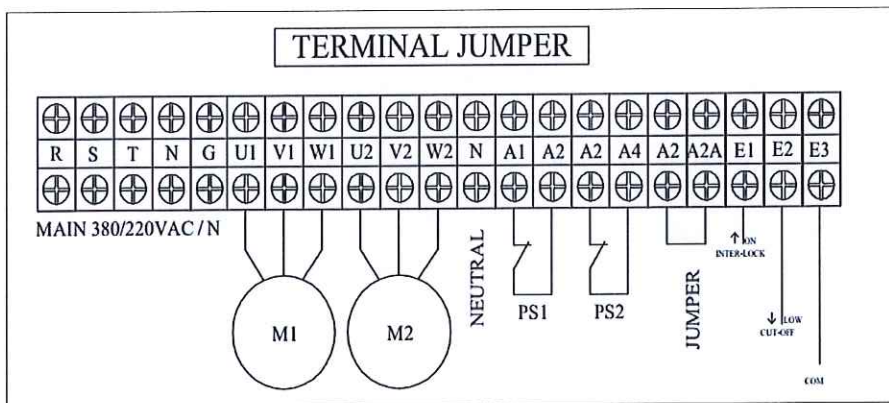 TERMINAL JUMPER
R S T N G U1 V1 W1 U2 V2 W2 N A1 A2 A2 A4 A2 A2A E1 E2 E3
MAIN 380/220VAC / N
NEUTRAL
JUMPER
ON
INTER-LOCK
PS1 PS2
M1 M2
LOW
CUT-OFF
COM